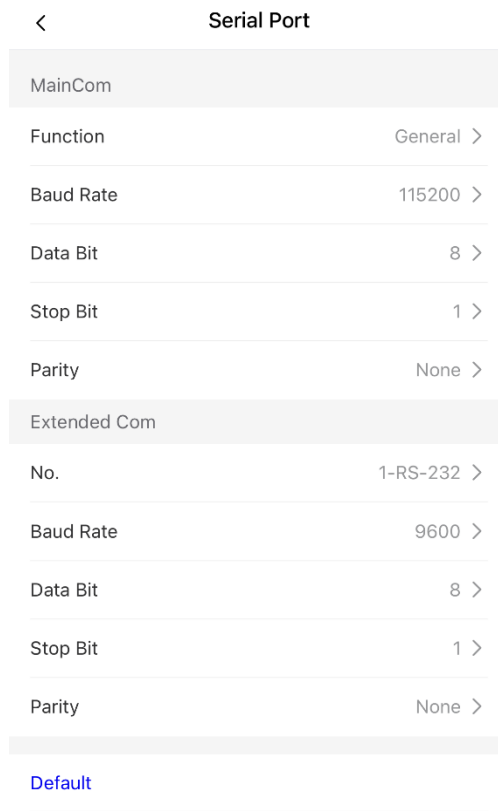 Serial Port
MainCom
Function General
Baud Rate 115200
Data Bit 8
Stop Bit 1
Parity None
Extended Com
No. 1-RS-232
Baud Rate 9600
Data Bit 8
Stop Bit 1
Parity None
Default